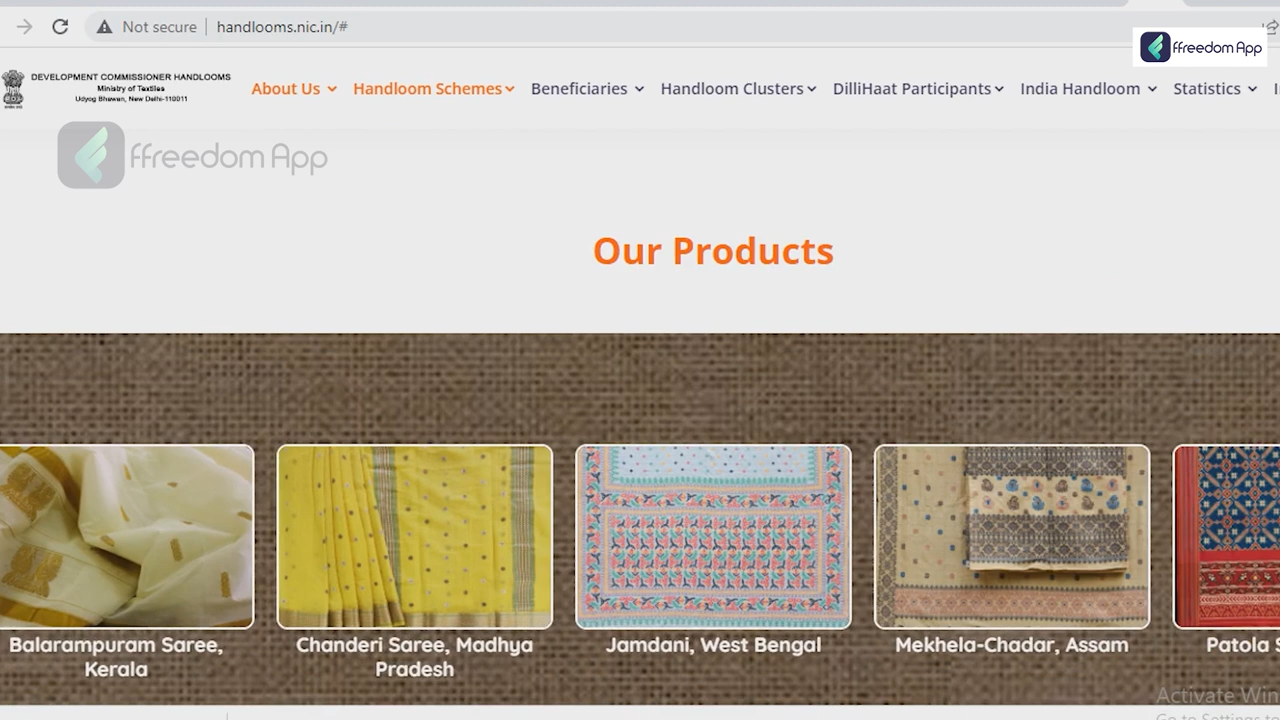 Not secure
handlooms.nic.in/#
ffreedom App
DEVELOPMENT COMMISSIONER HANDLOOMS
Ministry of Textiles
Udyog Bhawan, New Delhi-110011
About Us
Handloom Schemes
Beneficiaries
Handloom Clusters
DilliHaat Participants
India Handloom
Statistics
ffreedom App
Our Products
Balarampuram Saree,
Kerala
Chanderi Saree, Madhya
Pradesh
Jamdani, West Bengal
Mekhela-Chadar, Assam
Patola S
Activate Win
Go to Settings to